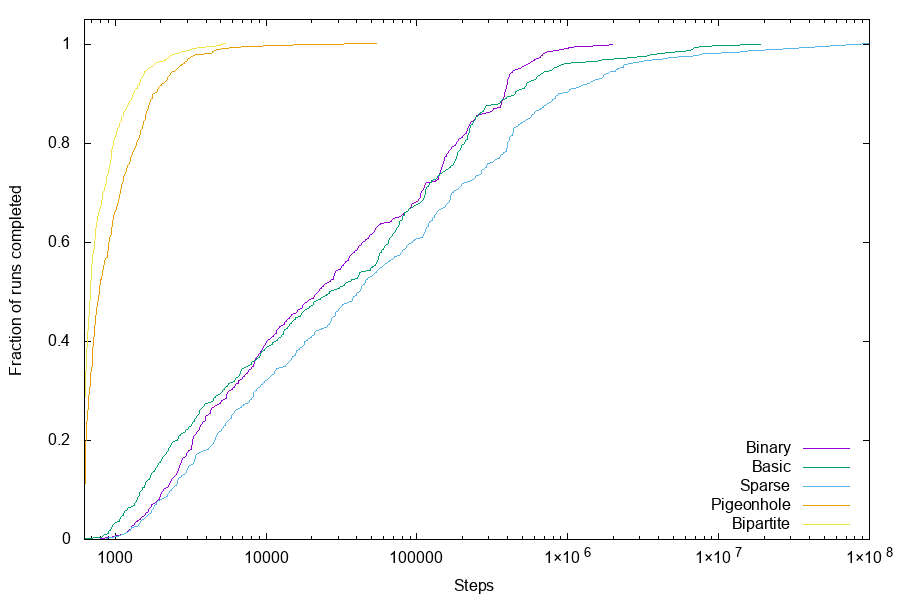 1
0.8
0.6
0.4
0.2
0
Fraction of runs completed
Binary
Basic
Sparse
Pigeonhole
Bipartite
1000 10000 100000 1×10^6 1×10^7 1×10^8
Steps